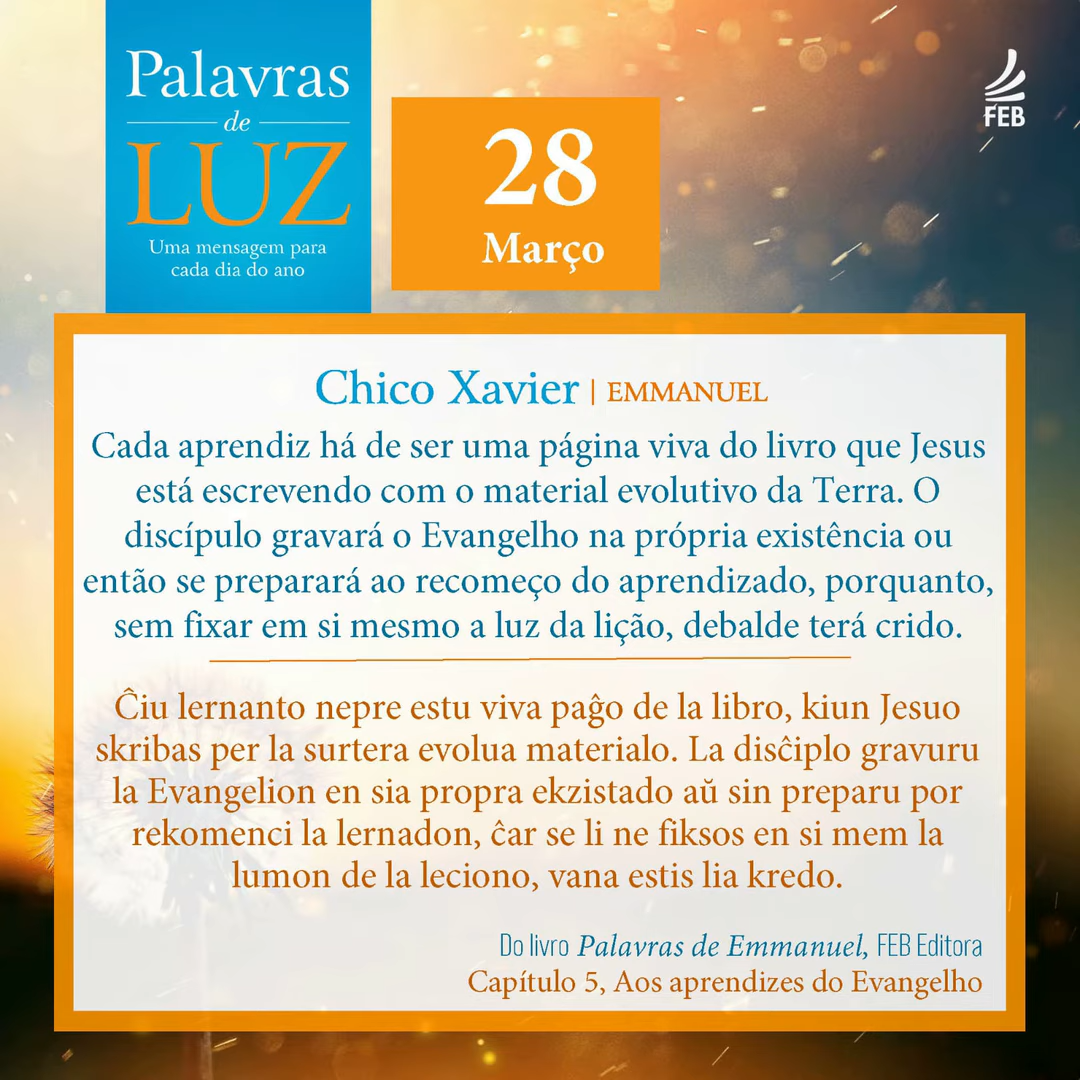 Palavras
de
LUZ
Uma mensagem para
cada dia do ano
28
Março
FEB
Chico Xavier | EMMANUEL
Cada aprendiz há de ser uma página viva do livro que Jesus
está escrevendo com o material evolutivo da Terra. O
discípulo gravará o Evangelho na própria existência ou
então se preparará ao recomeço do aprendizado, porquanto,
sem fixar em si mesmo a luz da lição, debalde terá crido.
Ĉiu lernanto nepre estu viva paĝo de la libro, kiun Jesuo
skribas per la surtera evolua materialo. La disĉiplo gravuru
la Evangelion en sia propra ekzistado aŭ sin preparu por
rekomenci la lernadon, ĉar se li ne fiksos en si mem la
lumon de la leciono, vana estis lia kredo.
Do livro Palavras de Emmanuel, FEB Editora
Capítulo 5, Aos aprendizes do Evangelho